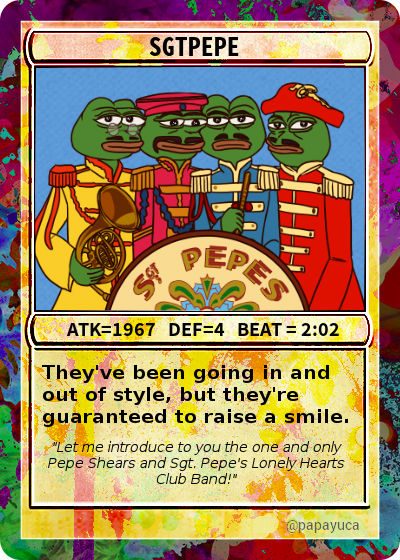 SGTPEPE
SGT PEPES
ATK=1967 DEF=4 BEAT = 2:02
They've been going in and
out of style, but they're
guaranteed to raise a smile.
"Let me introduce to you the one and only
Pepe Shears and Sgt. Pepe's Lonely Hearts
Club Band!"
@papayuca